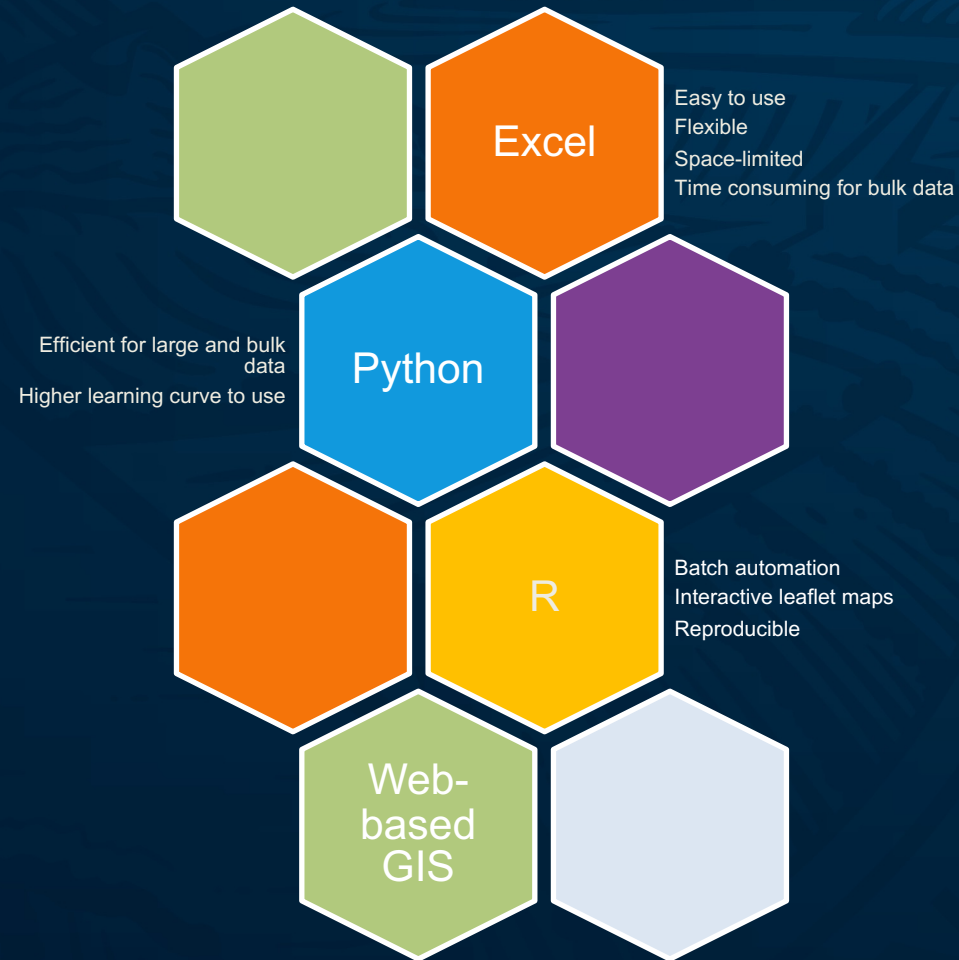 Excel
Easy to use
Flexible
Space-limited
Time consuming for bulk data
Efficient for large and bulk
data
Higher learning curve to use
Python
R
Batch automation
Interactive leaflet maps
Reproducible
Web-
based
GIS